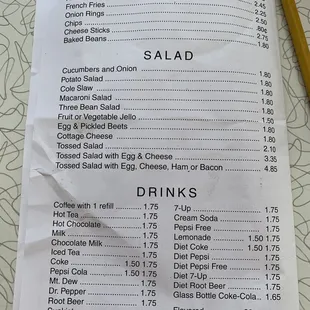 French Fries 2.45
Onion Rings 2.25
Chips 2.50
Cheese Sticks .80¢
Baked Beans 2.75
SALAD
Cucumbers and Onion 1.80
Potato Salad 1.80
Cole Slaw 1.80
Macaroni Salad 1.80
Three Bean Salad 1.80
Fruit or Vegetable Jello 1.50
Egg & Pickled Beets 1.80
Cottage Cheese 1.80
Tossed Salad 2.10
Tossed Salad with Egg & Cheese 3.35
Tossed Salad with Egg, Cheese, Ham or Bacon 4.85
DRINKS
Coffee with 1 refill 1.75
Hot Tea 1.75
Hot Chocolate 1.75
Milk 1.75
Chocolate Milk 1.75
Iced Tea 1.75
Coke 1.50 1.75
Pepsi Cola 1.50 1.75
Mt. Dew 1.75
Dr. Pepper 1.75
Root Beer 1.75
7-Up 1.75
Cream Soda 1.75
Pepsi Free 1.75
Lemonade 1.50 1.75
Diet Coke 1.50 1.75
Diet Pepsi 1.75
Diet Pepsi Free 1.75
Diet 7-Up 1.75
Diet Root Beer 1.75
Glass Bottle Coke-Cola.. 1.65